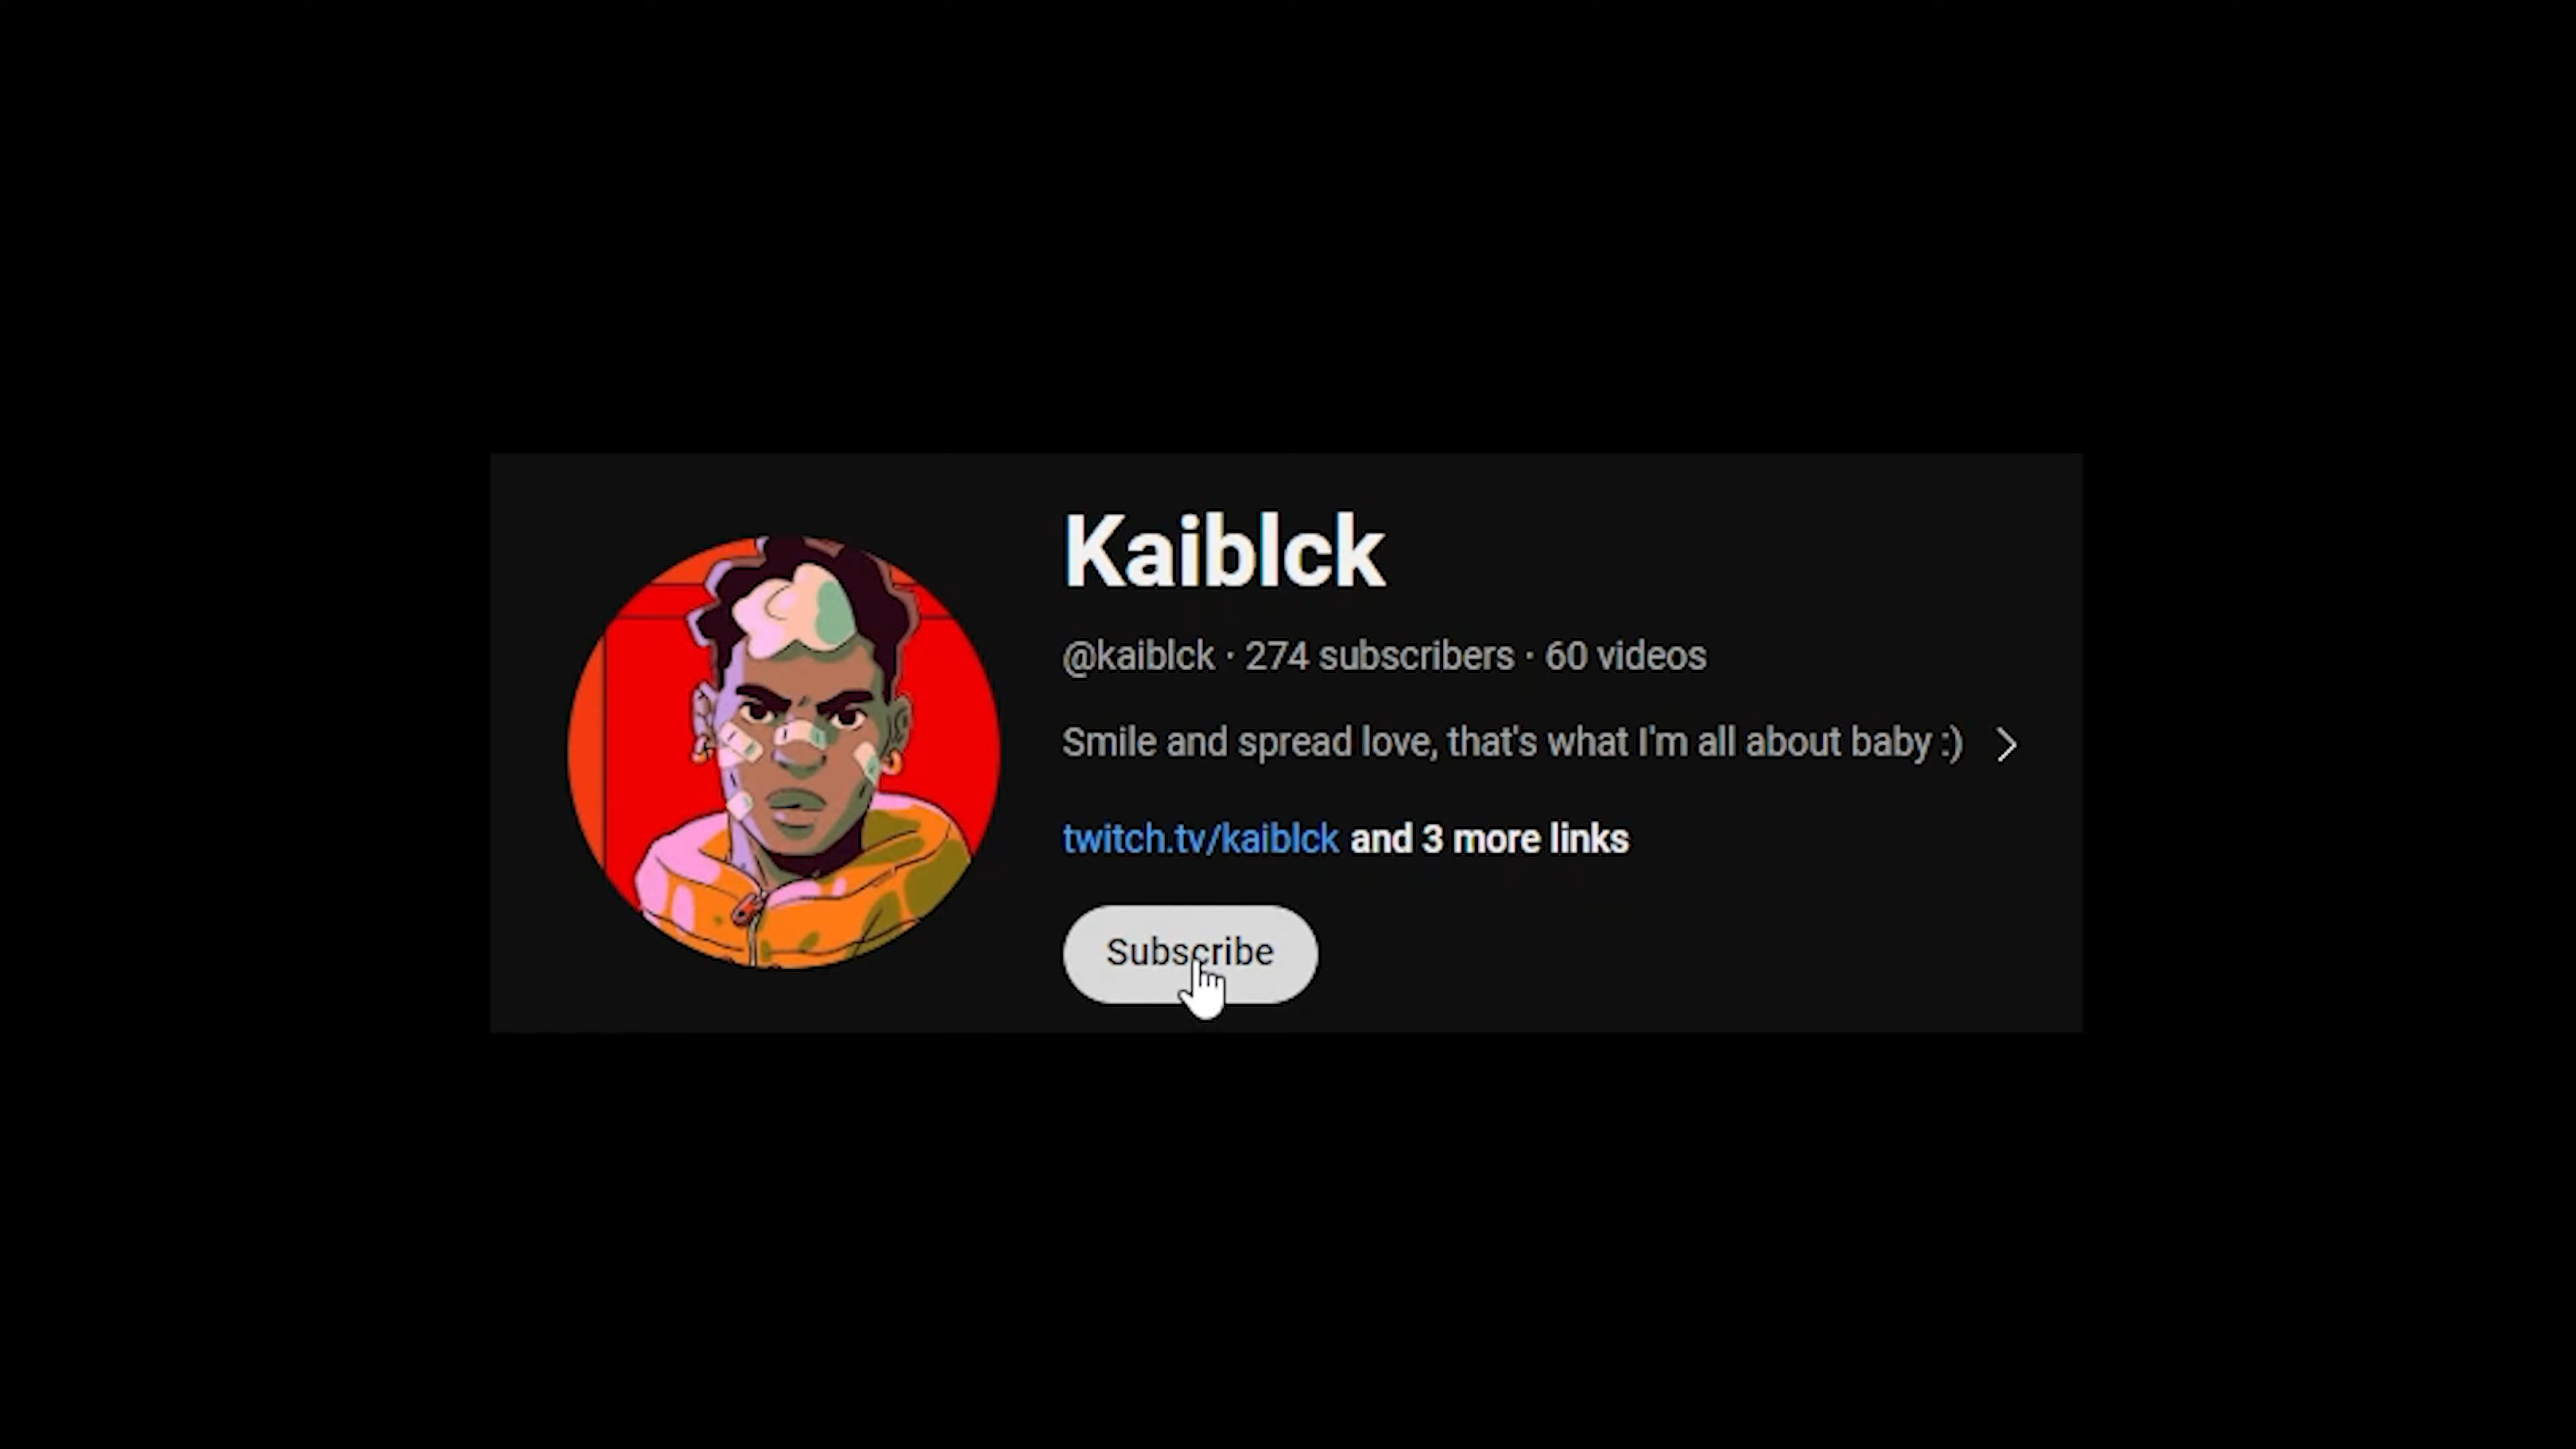 Kaiblck
@kaiblck · 274 subscribers · 60 videos
Smile and spread love, that's what I'm all about baby :)
twitch.tv/kaiblck and 3 more links
Subscribe